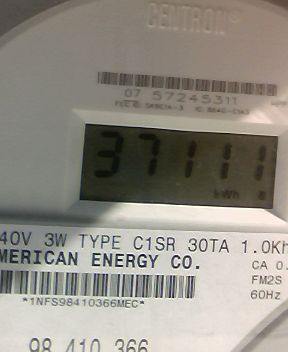 CENTRON®
07 57245311
37111
kWh
40V 3W TYPE C1SR 30TA 1.0Kh
MERICAN ENERGY CO.
CA 0.
FM2S
60Hz
*1NFS98410366MEC*
98 410 366